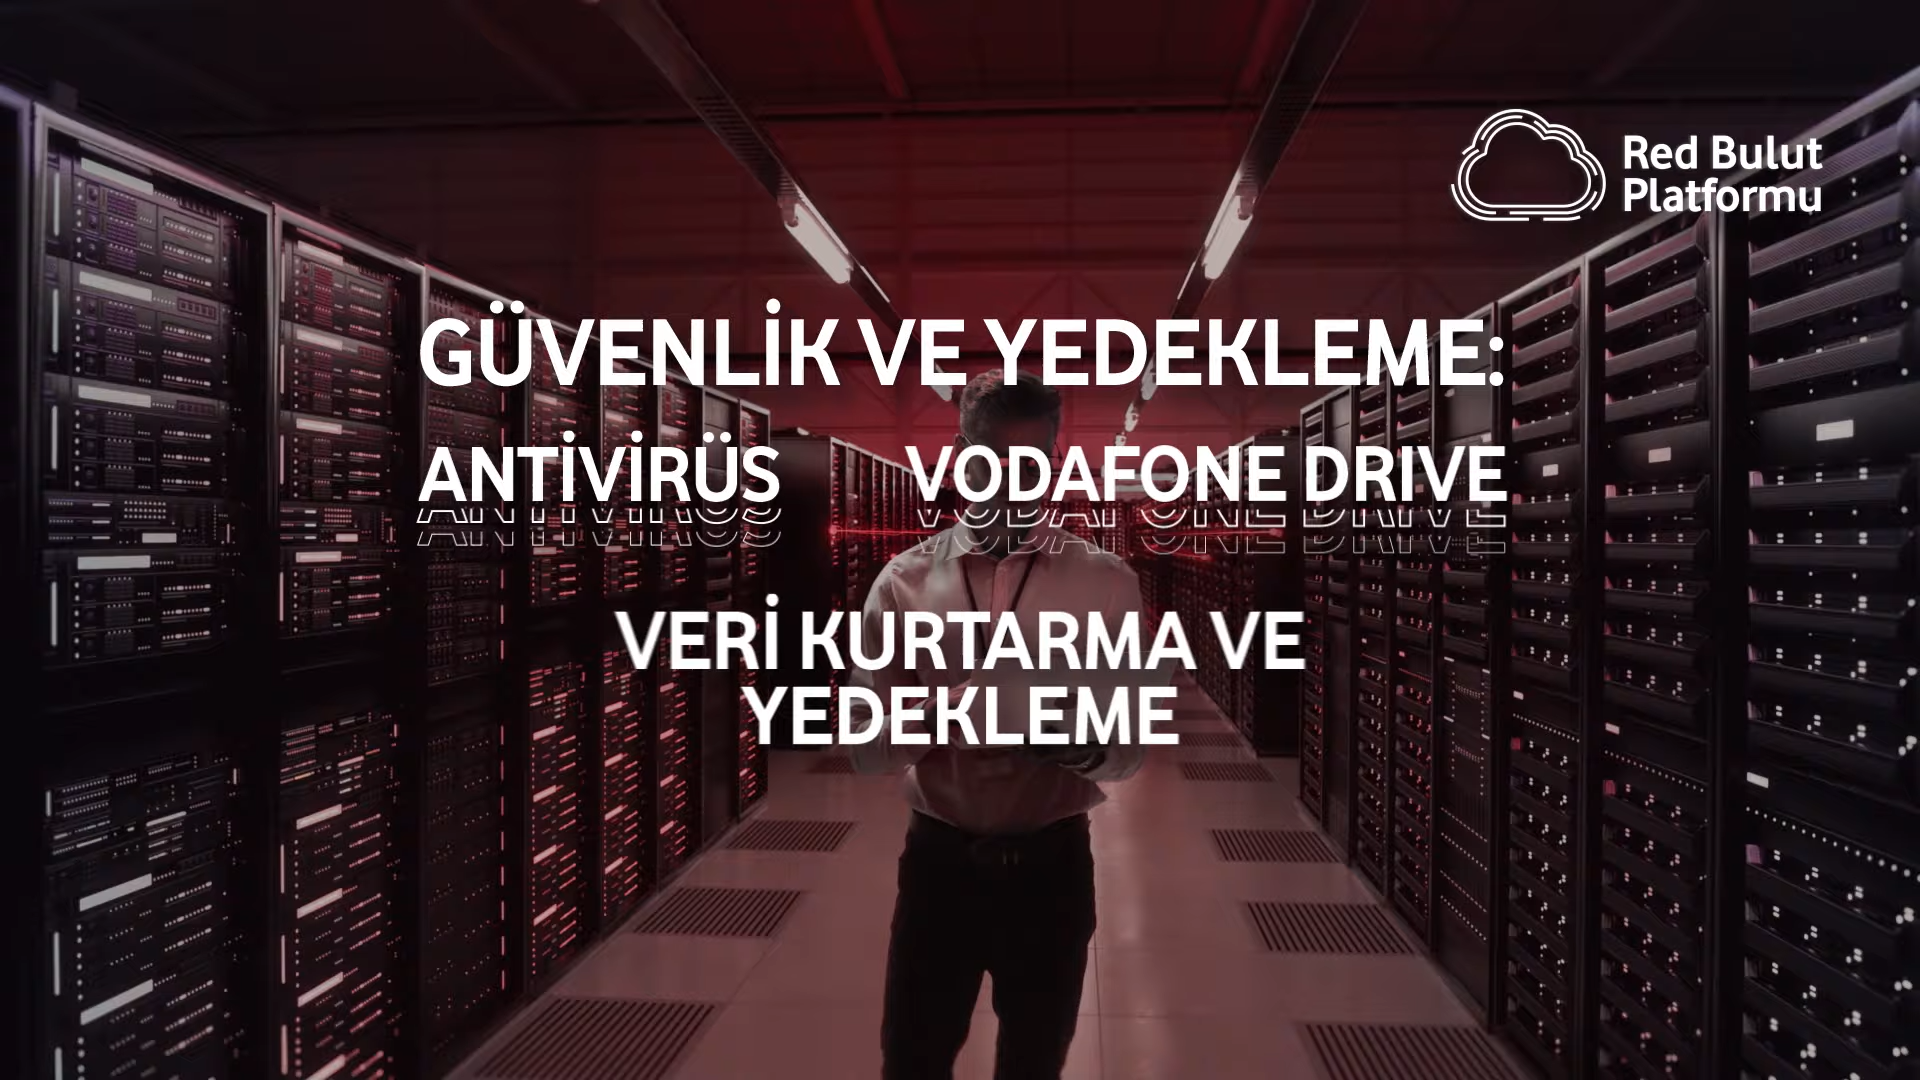 Red Bulut
Platformu
GÜVENLİK VE YEDEKLEME:
ANTİVİRÜS VODAFONE DRIVE
VERİ KURTARMA VE
YEDEKLEME